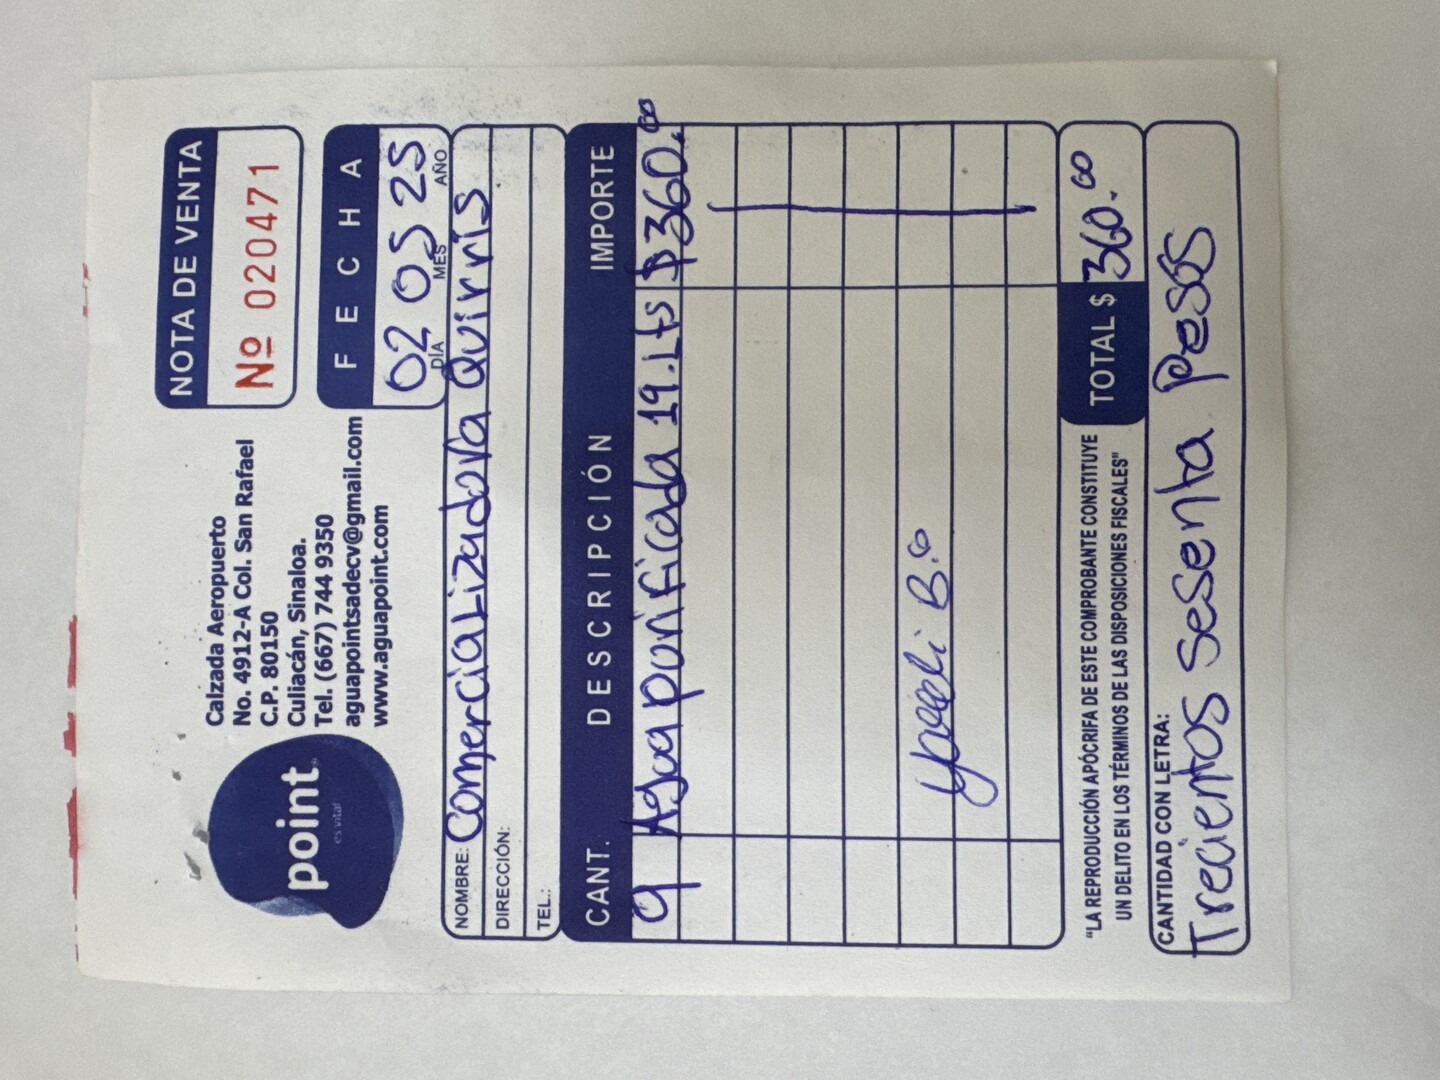 point
es vital
Calzada Aeropuerto
No. 4912-A Col. San Rafael
C.P. 80150
Culiacán, Sinaloa.
Tel. (667) 744 9350
aguapointsadecv@gmail.com
www.aguapoint.com
NOTA DE VENTA
Nº 020471
FECHA
02 05 25
DÍA MES AÑO
NOMBRE: Comercializadora Quirris
DIRECCIÓN:
TEL.:
CANT. DESCRIPCIÓN IMPORTE
9 Agua purificada 19.Lts $360.00
B.
"LA REPRODUCCIÓN APÓCRIFA DE ESTE COMPROBANTE CONSTITUYE
UN DELITO EN LOS TÉRMINOS DE LAS DISPOSICIONES FISCALES"
TOTAL $ 360.00
CANTIDAD CON LETRA:
Trecientos sesenta pesos